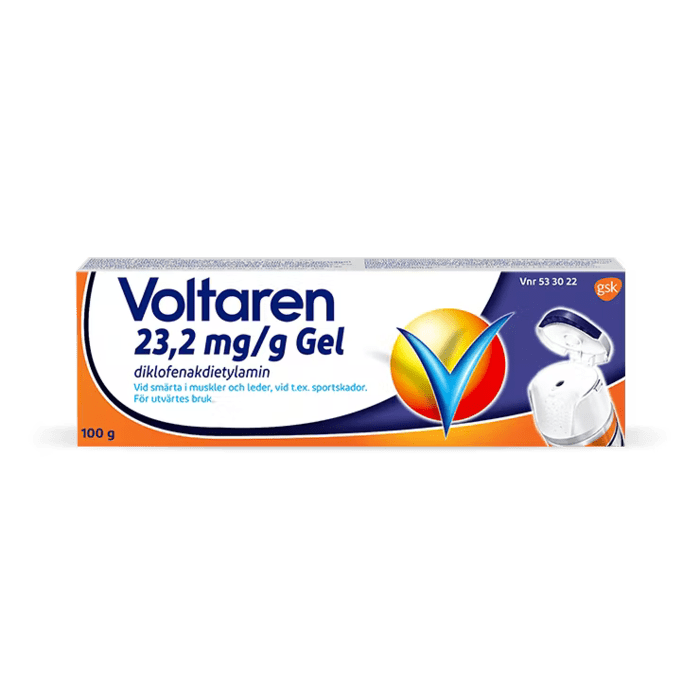 Vnr 53 30 22
gsk
Voltaren
23,2 mg/g Gel
diklofenakdietylamin
Vid smärta i muskler och leder, vid t.ex. sportskador.
För utvärtes bruk.
100 g